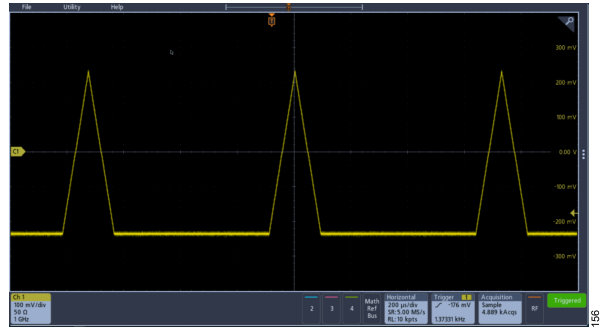 File Utility Help
T
300 mV
200 mV
100 mV
C1
0.00 V
-100 mV
-200 mV
-300 mV
Ch 1
100 mV/div
50 Ω
1 GHz
2 3 4
Math
Ref
Bus
Horizontal
200 µs/div
SR: 5.00 MS/s
RL: 10 kpts
Trigger 1
-176 mV
1.37331 kHz
Acquisition
Sample
4.889 kAcqs
RF
Triggered
156